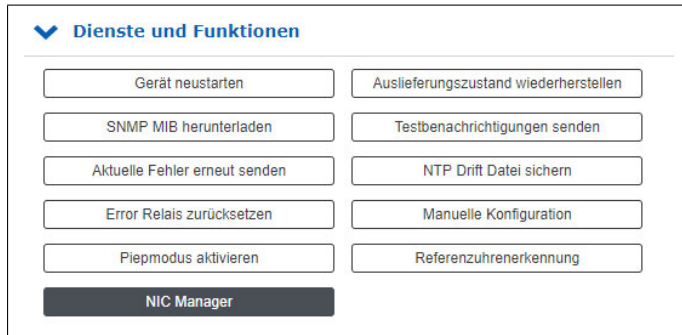 Dienste und Funktionen
Gerät neustarten
Auslieferungszustand wiederherstellen
SNMP MIB herunterladen
Testbenachrichtigungen senden
Aktuelle Fehler erneut senden
NTP Drift Datei sichern
Error Relais zurücksetzen
Manuelle Konfiguration
Piepmodus aktivieren
Referenzuhrenerkennung
NIC Manager